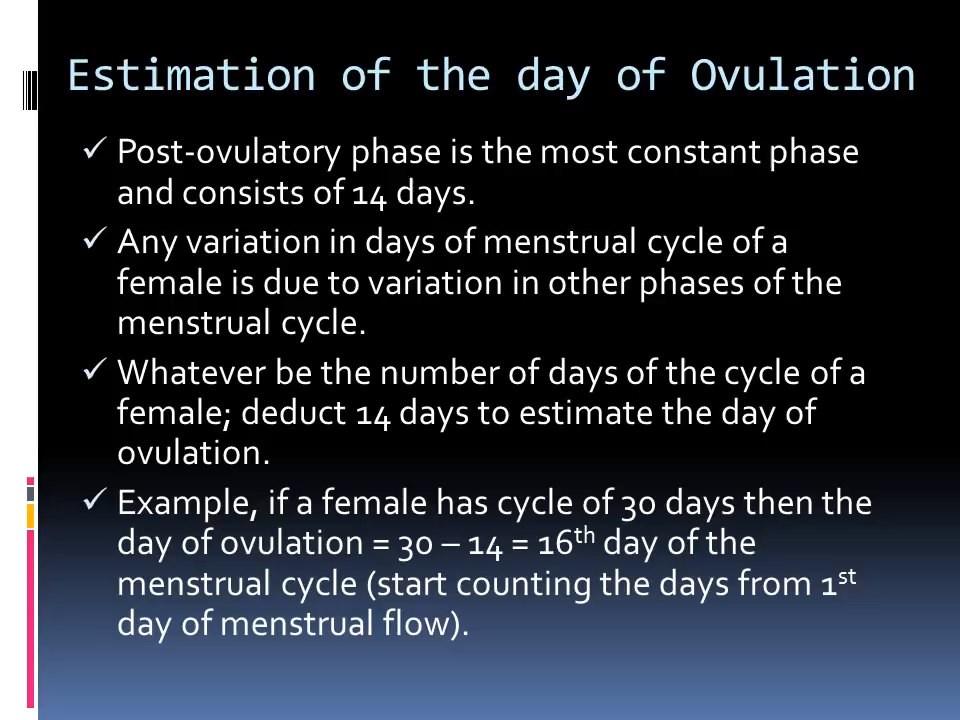 Estimation of the day of Ovulation
✓ Post-ovulatory phase is the most constant phase
and consists of 14 days.
✓ Any variation in days of menstrual cycle of a
female is due to variation in other phases of the
menstrual cycle.
✓ Whatever be the number of days of the cycle of a
female; deduct 14 days to estimate the day of
ovulation.
✓ Example, if a female has cycle of 30 days then the
day of ovulation = 30 – 14 = 16th day of the
menstrual cycle (start counting the days from 1st
day of menstrual flow).